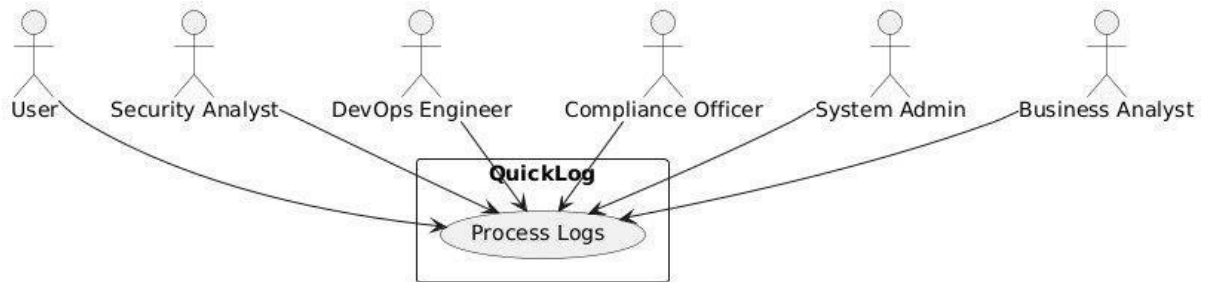 User
Security Analyst
DevOps Engineer
Compliance Officer
System Admin
Business Analyst
QuickLog
Process Logs